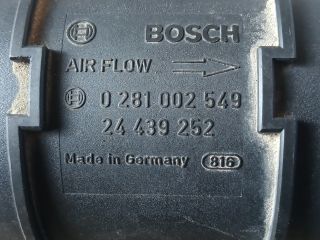 BOSCH
AIR FLOW
0 281 002 549
24 439 252
Made in Germany 816